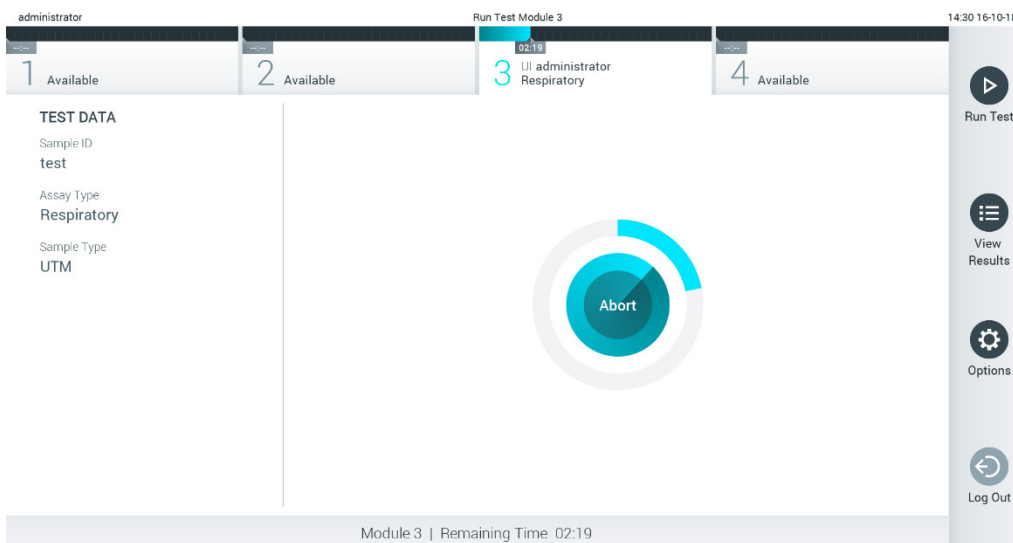 administrator
Run Test Module 3
14:30 16-10-18
--:--
--:--
02:19
--:--
1 Available
2 Available
3 UI administrator
Respiratory
4 Available
TEST DATA
Sample ID
test
Assay Type
Respiratory
Sample Type
UTM
Abort
Run Test
View
Results
Options
Log Out
Module 3 | Remaining Time 02:19